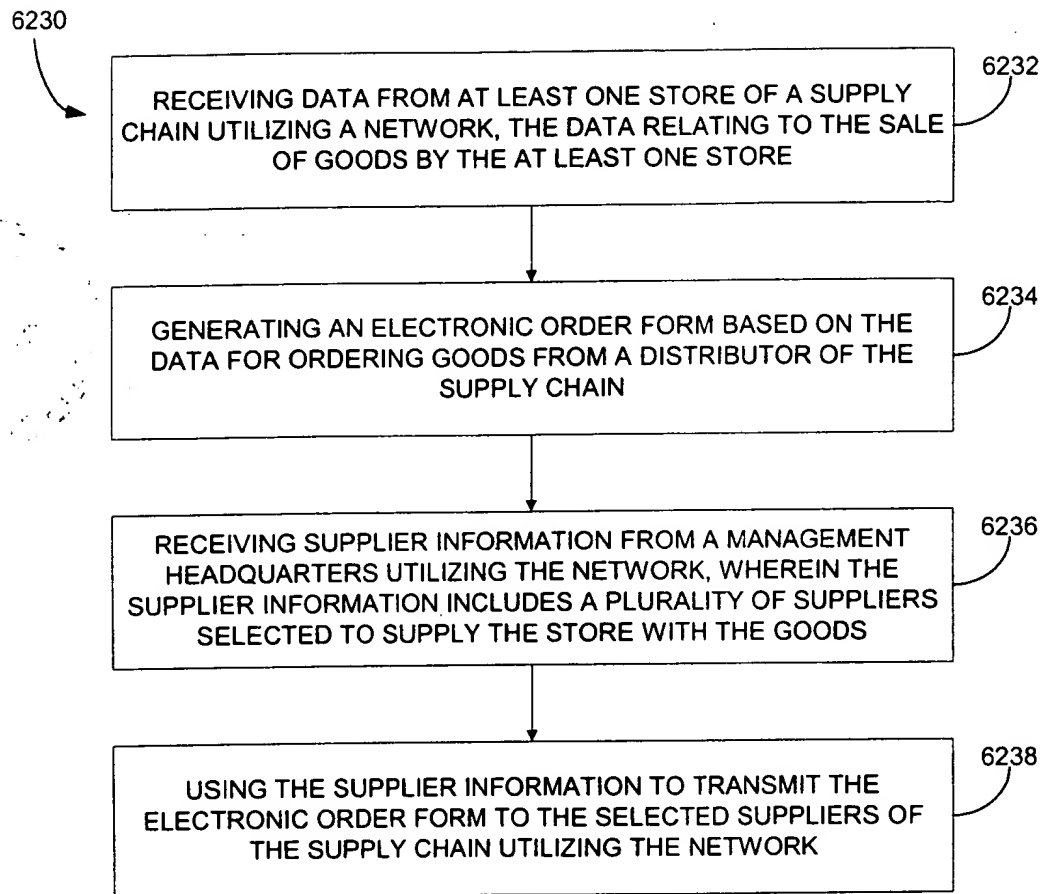 6230
6232
RECEIVING DATA FROM AT LEAST ONE STORE OF A SUPPLY
CHAIN UTILIZING A NETWORK, THE DATA RELATING TO THE SALE
OF GOODS BY THE AT LEAST ONE STORE
6234
GENERATING AN ELECTRONIC ORDER FORM BASED ON THE
DATA FOR ORDERING GOODS FROM A DISTRIBUTOR OF THE
SUPPLY CHAIN
6236
RECEIVING SUPPLIER INFORMATION FROM A MANAGEMENT
HEADQUARTERS UTILIZING THE NETWORK, WHEREIN THE
SUPPLIER INFORMATION INCLUDES A PLURALITY OF SUPPLIERS
SELECTED TO SUPPLY THE STORE WITH THE GOODS
6238
USING THE SUPPLIER INFORMATION TO TRANSMIT THE
ELECTRONIC ORDER FORM TO THE SELECTED SUPPLIERS OF
THE SUPPLY CHAIN UTILIZING THE NETWORK